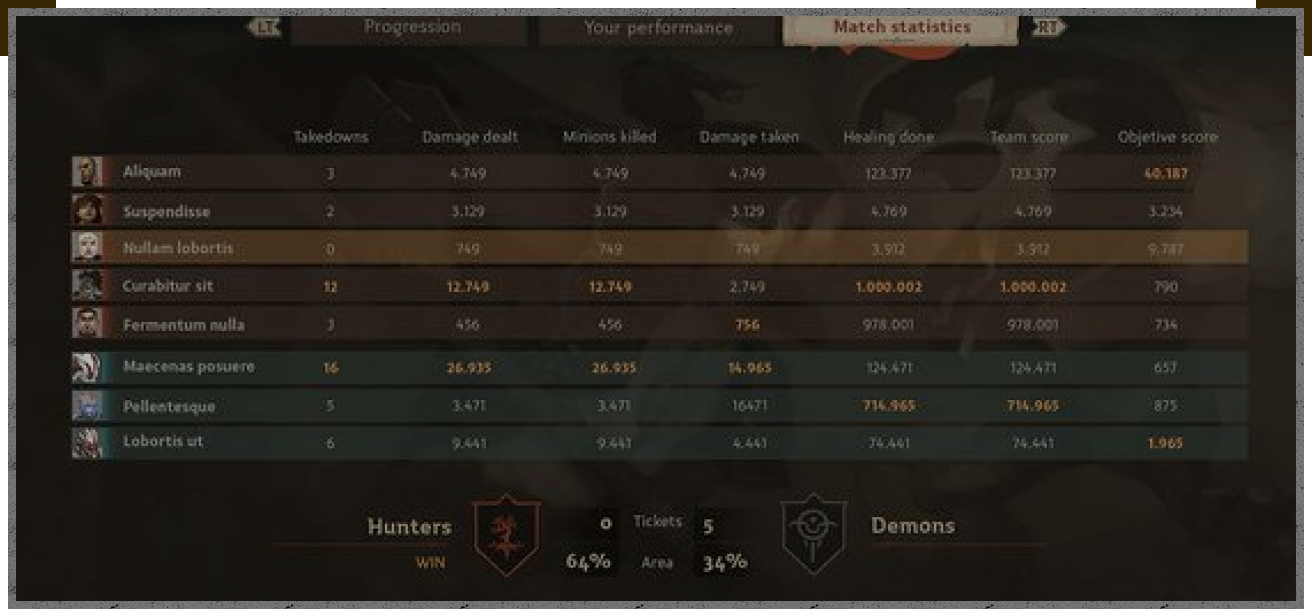 LT Progression Your performance Match statistics RT
Takedowns Damage dealt Minions killed Damage taken Healing done Team score Objetive score
Aliquam 3 4.749 4.749 4.749 123.377 123.377 40.187
Suspendisse 2 3.129 3.129 3.129 4.769 4.769 3.234
Nullam lobortis 0 749 749 749 3.912 3.912 9.787
Curabitur sit 12 12.749 12.749 2.749 1.000.002 1.000.002 790
Fermentum nulla 3 456 456 756 978.001 978.001 734
Maecenas posuere 16 26.935 26.935 14.965 124.471 124.471 657
Pellentesque 5 3.471 3.471 16471 714.965 714.965 875
Lobortis ut 6 9.441 9.441 4.441 74.441 74.441 1.965
Hunters 0 Tickets 5 Demons
WIN 64% Area 34%